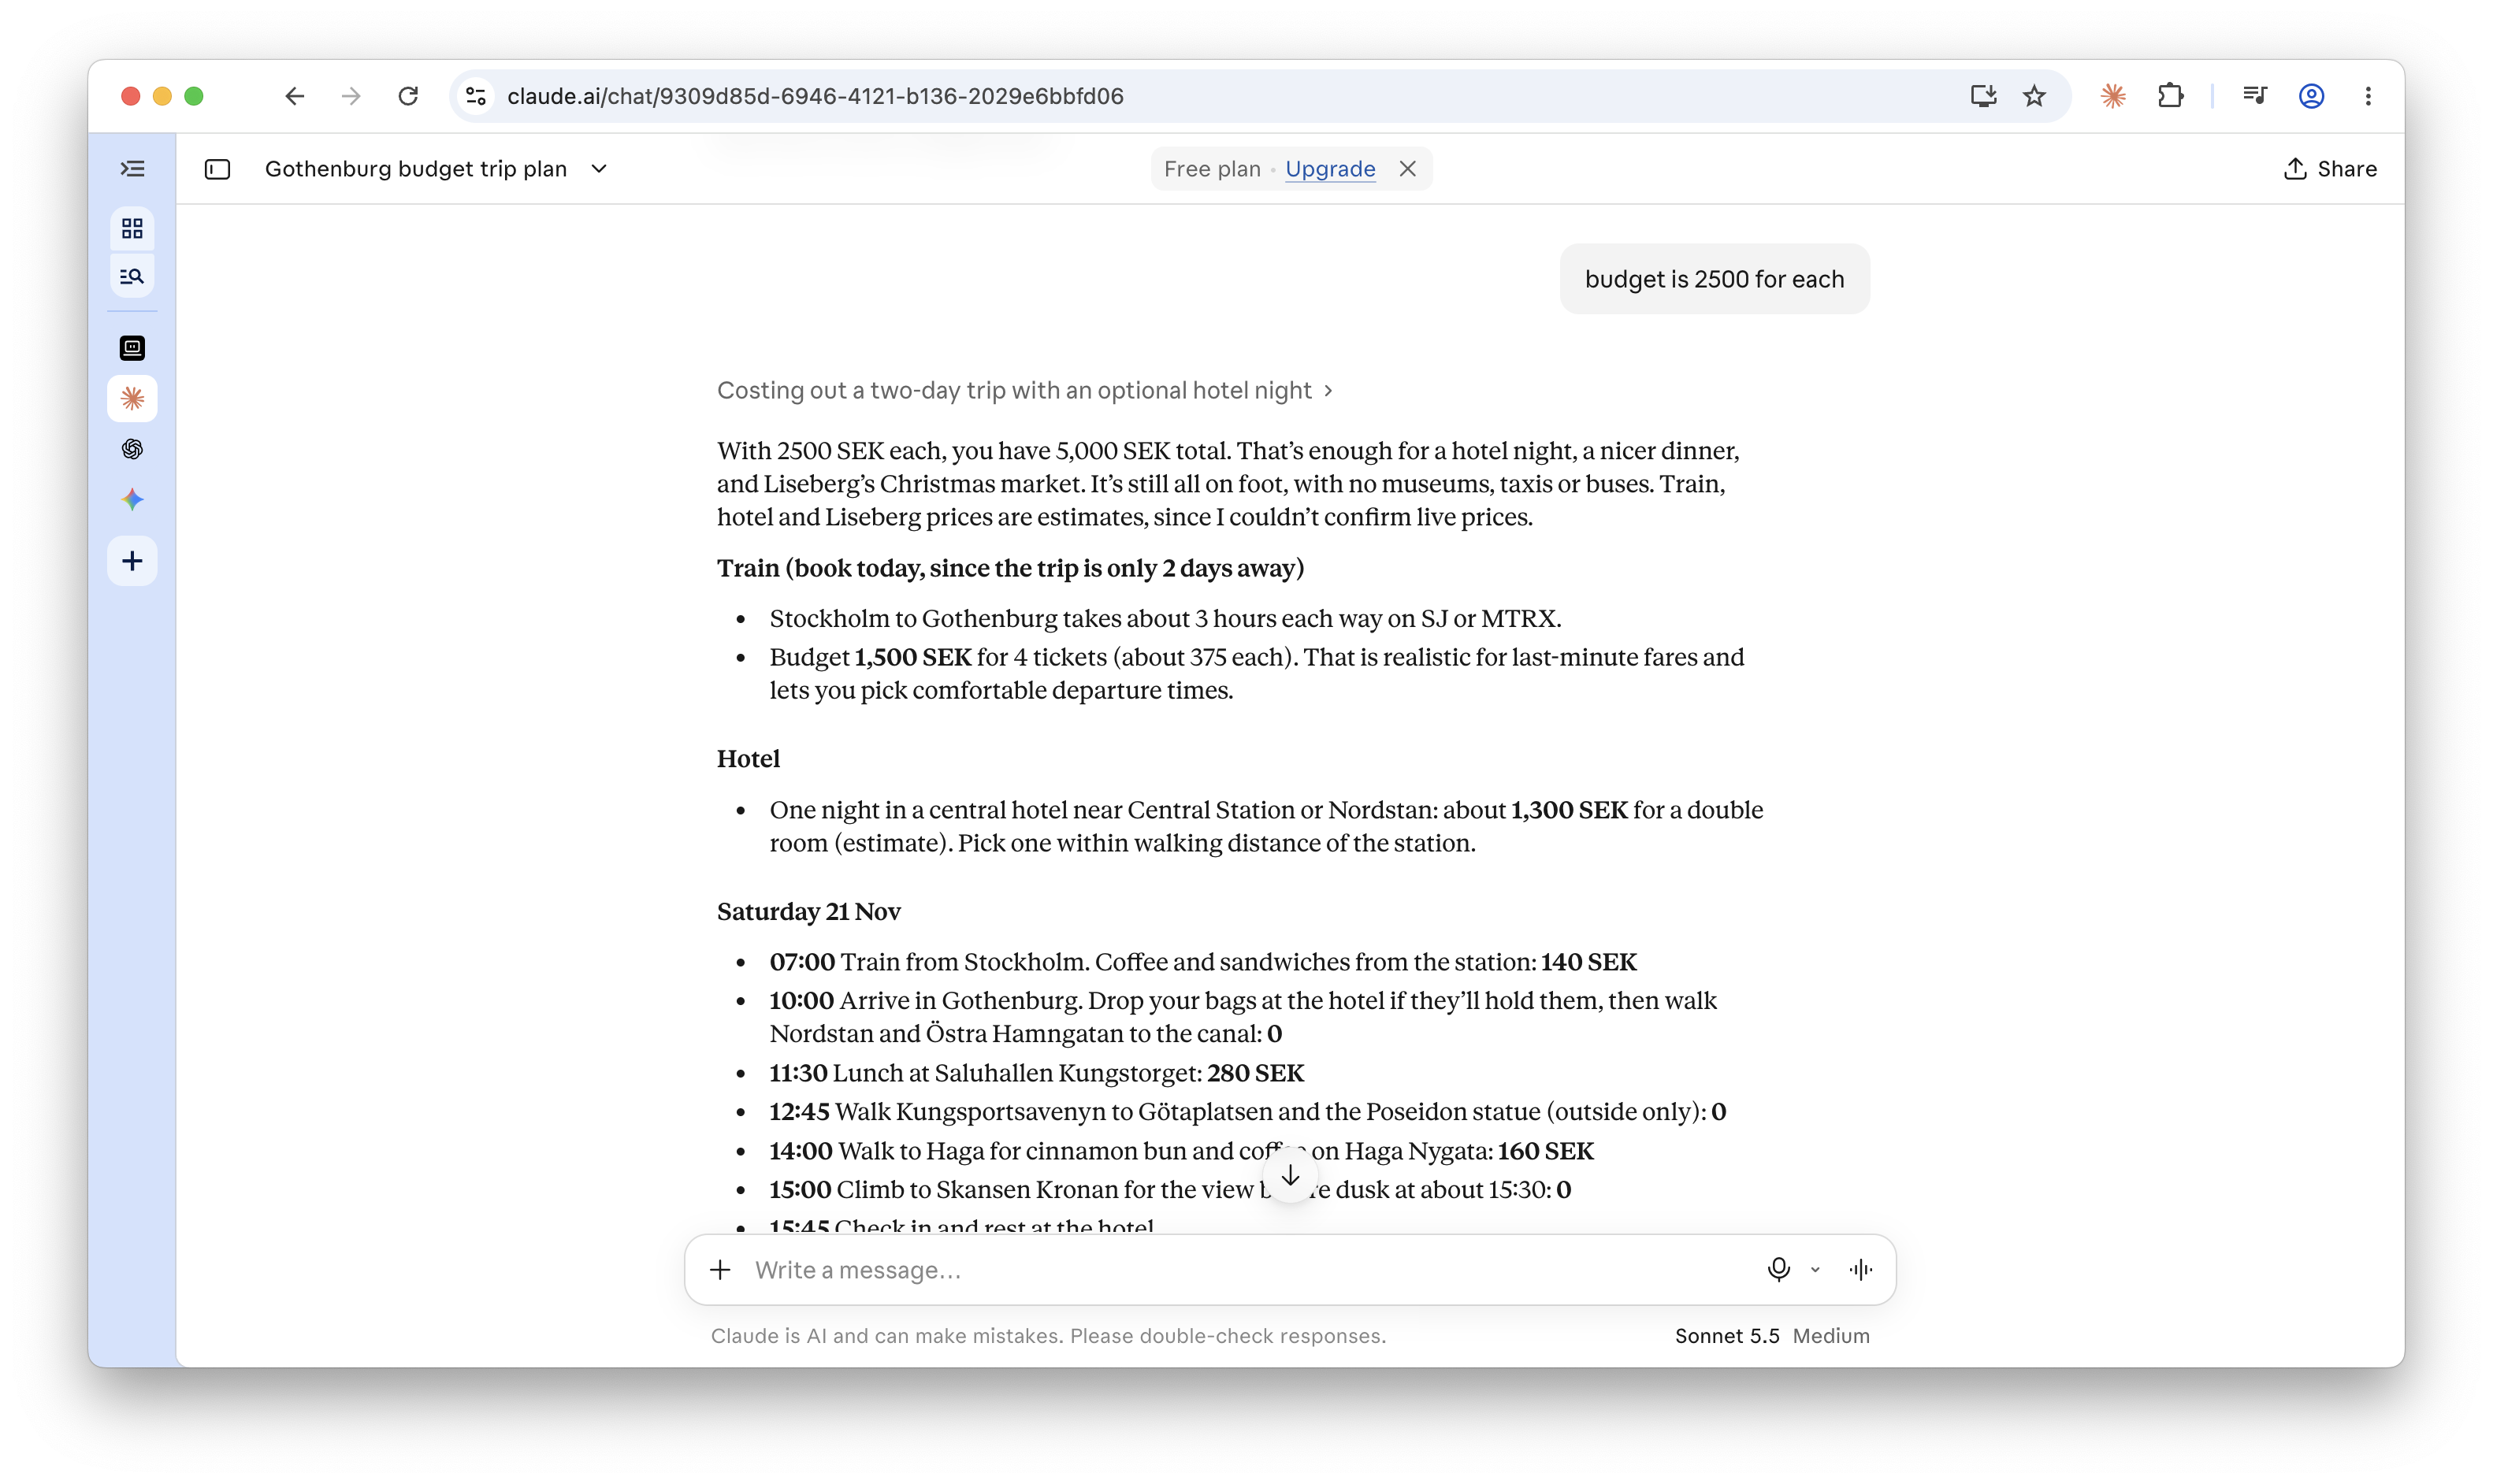 claude.ai/chat/9309d85d-6946-4121-b136-2029e6bbfd06
Gothenburg budget trip plan
Free plan · Upgrade
Share
budget is 2500 for each
Costing out a two-day trip with an optional hotel night
With 2500 SEK each, you have 5,000 SEK total. That’s enough for a hotel night, a nicer dinner,
and Liseberg’s Christmas market. It’s still all on foot, with no museums, taxis or buses. Train,
hotel and Liseberg prices are estimates, since I couldn’t confirm live prices.
Train (book today, since the trip is only 2 days away)
• Stockholm to Gothenburg takes about 3 hours each way on SJ or MTRX.
• Budget 1,500 SEK for 4 tickets (about 375 each). That is realistic for last-minute fares and
lets you pick comfortable departure times.
Hotel
• One night in a central hotel near Central Station or Nordstan: about 1,300 SEK for a double
room (estimate). Pick one within walking distance of the station.
Saturday 21 Nov
• 07:00 Train from Stockholm. Coffee and sandwiches from the station: 140 SEK
• 10:00 Arrive in Gothenburg. Drop your bags at the hotel if they’ll hold them, then walk
Nordstan and Östra Hamngatan to the canal: 0
• 11:30 Lunch at Saluhallen Kungstorget: 280 SEK
• 12:45 Walk Kungsportsavenyn to Götaplatsen and the Poseidon statue (outside only): 0
• 14:00 Walk to Haga for cinnamon bun and coffee on Haga Nygata: 160 SEK
• 15:00 Climb to Skansen Kronan for the view before dusk at about 15:30: 0
• 15:45 Check in and rest at the hotel
Write a message…
Claude is AI and can make mistakes. Please double-check responses.
Sonnet 5.5 Medium